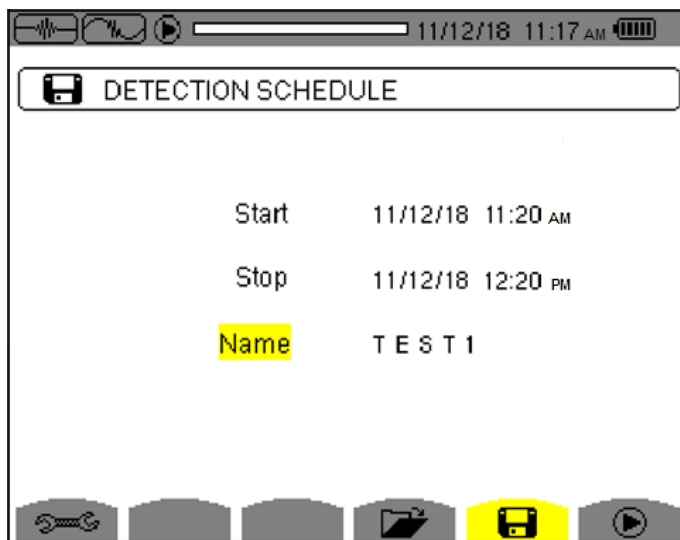 11/12/18 11:17 AM
DETECTION SCHEDULE
Start 11/12/18 11:20 AM
Stop 11/12/18 12:20 PM
Name T E S T 1